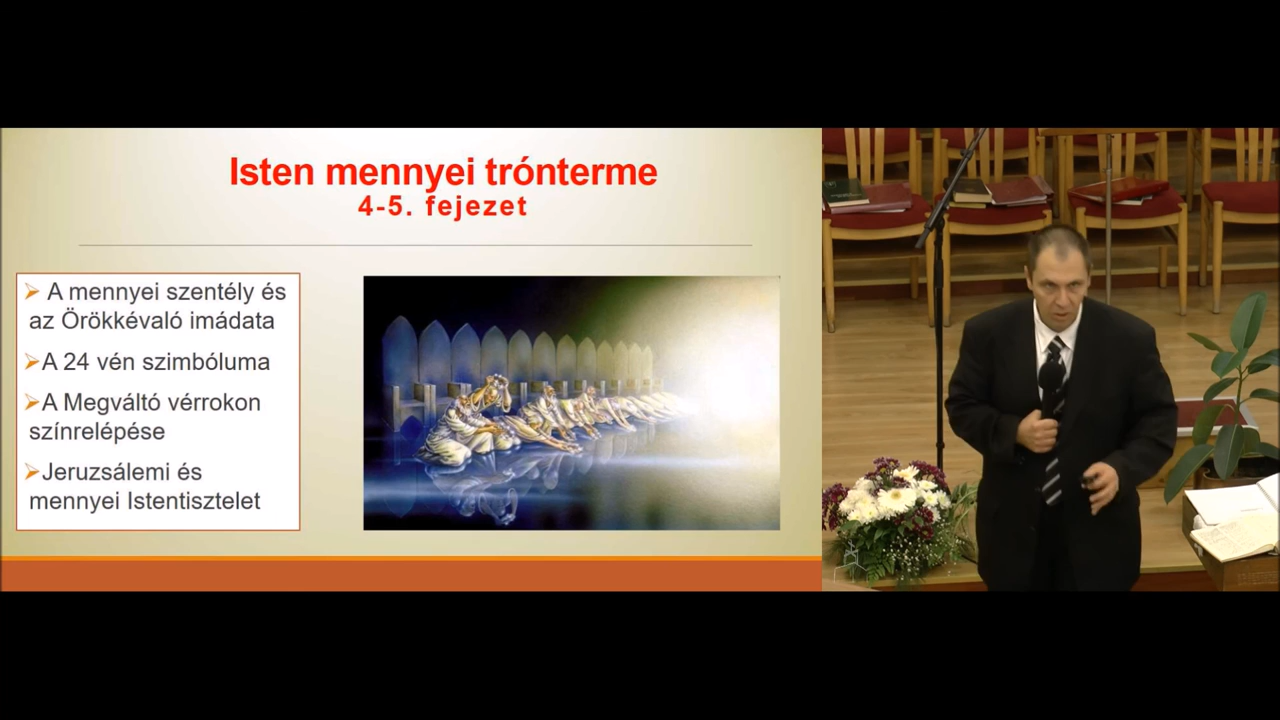 Isten mennyei trónterme
4-5. fejezet
A mennyei szentély és
az Örökkévaló imádata
A 24 vén szimbóluma
A Megváltó vérrokon
színrelépése
Jeruzsálemi és
mennyei Istentisztelet